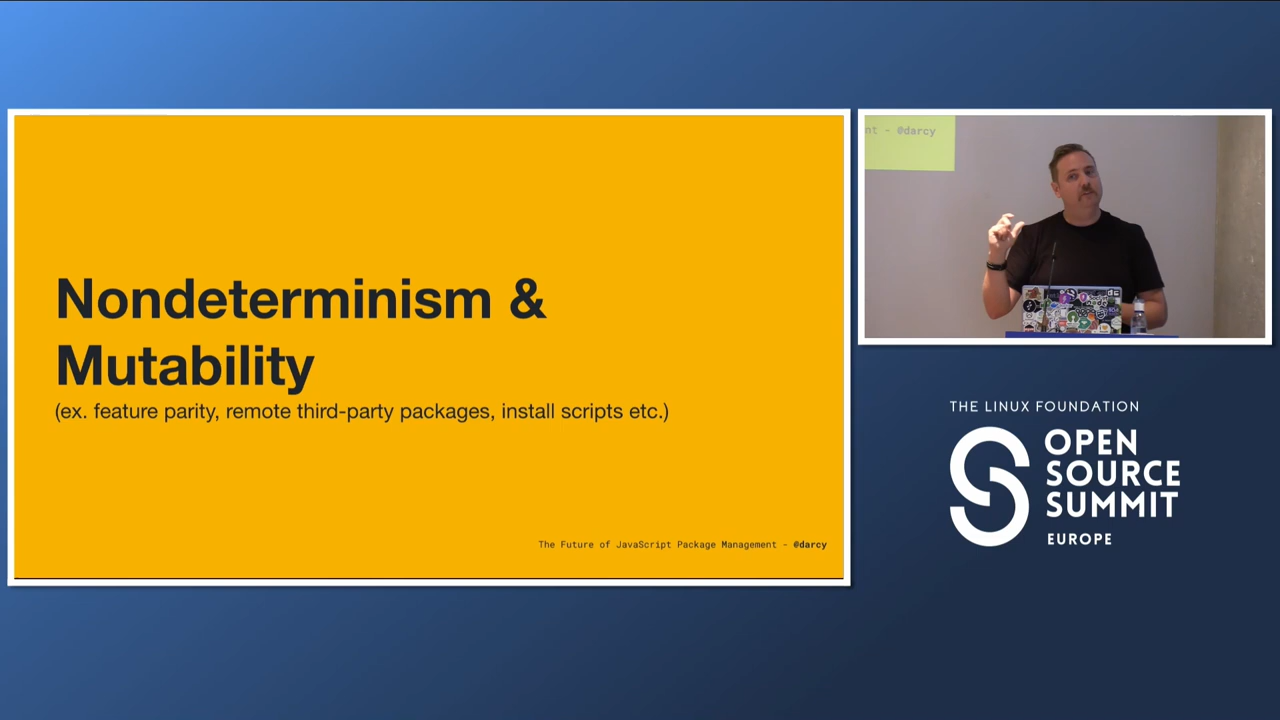 Nondeterminism &
Mutability
(ex. feature parity, remote third-party packages, install scripts etc.)
The Future of JavaScript Package Management - @darcy
nt - @darcy
THE LINUX FOUNDATION
OPEN
SOURCE
SUMMIT
EUROPE